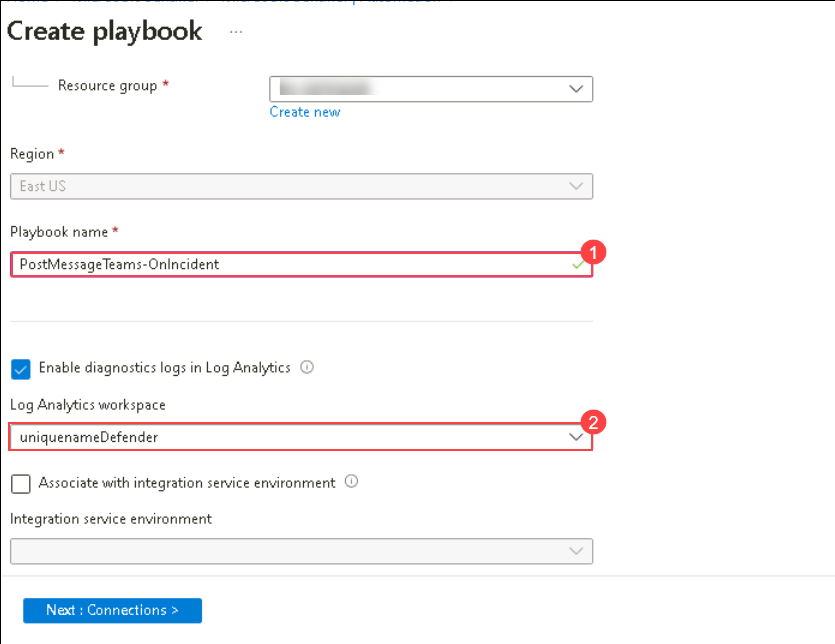 Create playbook ...
Resource group *
Create new
Region *
East US
Playbook name *
1
PostMessageTeams-OnIncident
Enable diagnostics logs in Log Analytics
Log Analytics workspace
2
uniquenameDefender
Associate with integration service environment
Integration service environment
Next : Connections >